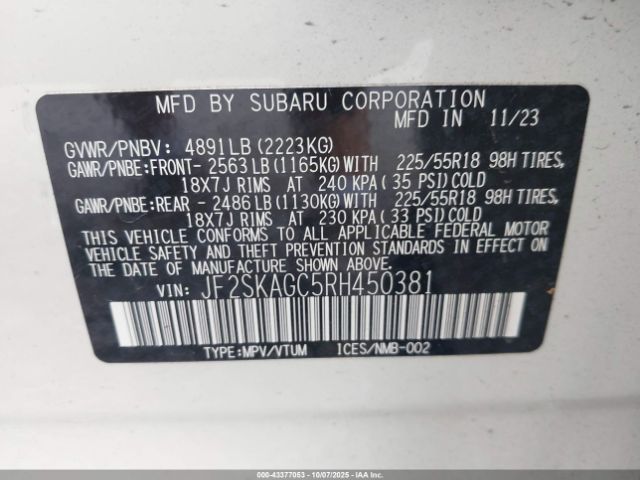 MFD BY SUBARU CORPORATION
MFD IN 11/23
GVWR/PNBV: 4891LB (2223KG)
GAWR/PNBE:FRONT- 2563LB (1165KG)WITH 225/55R18 98H TIRES,
18X7J RIMS AT 240 KPA (35 PSI)COLD
GAWR/PNBE:REAR - 2486LB (1130KG)WITH 225/55R18 98H TIRES,
18X7J RIMS AT 230 KPA (33 PSI)COLD
THIS VEHICLE CONFORMS TO ALL APPLICABLE FEDERAL MOTOR
VEHICLE SAFETY AND THEFT PREVENTION STANDARDS IN EFFECT ON
THE DATE OF MANUFACTURE SHOWN ABOVE.
VIN: JF2SKAGC5RH450381
TYPE:MPV/VTUM 1CES/NMB-002
000-43377053 - 10/07/2025 - IAAI.COM